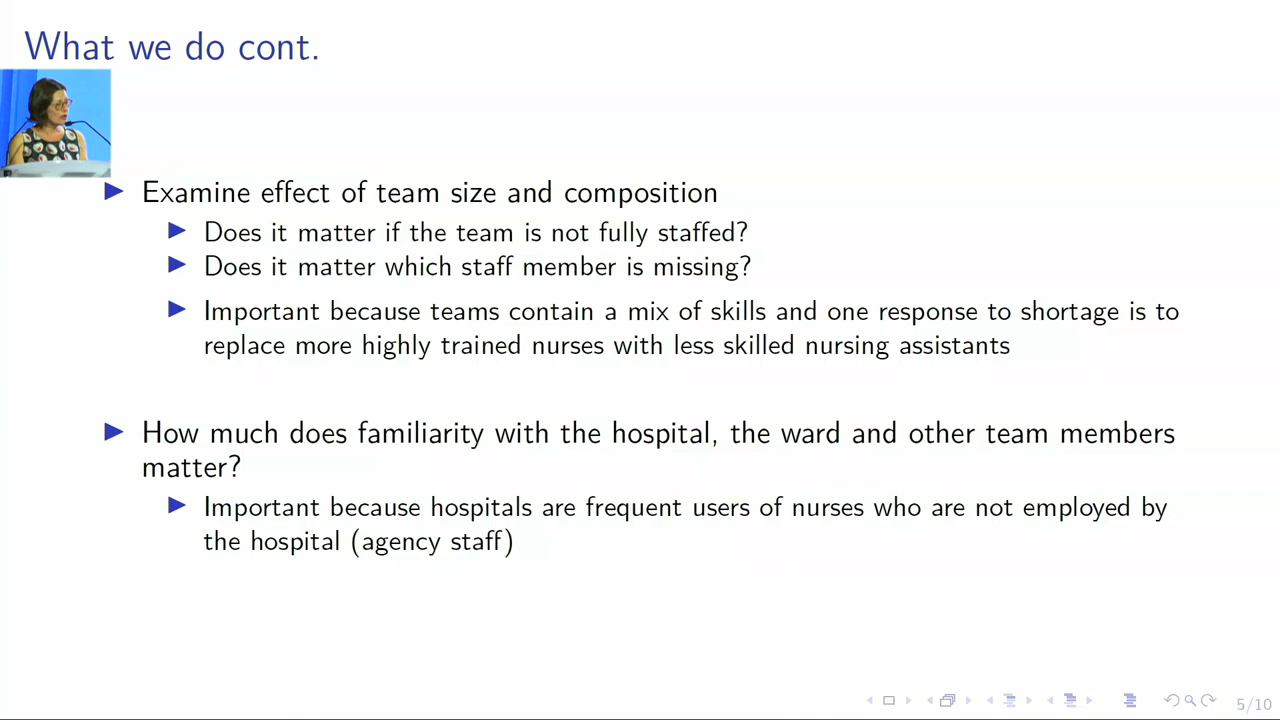 What we do cont.
Examine effect of team size and composition
Does it matter if the team is not fully staffed?
Does it matter which staff member is missing?
Important because teams contain a mix of skills and one response to shortage is to
replace more highly trained nurses with less skilled nursing assistants
How much does familiarity with the hospital, the ward and other team members
matter?
Important because hospitals are frequent users of nurses who are not employed by
the hospital (agency staff)
5/10